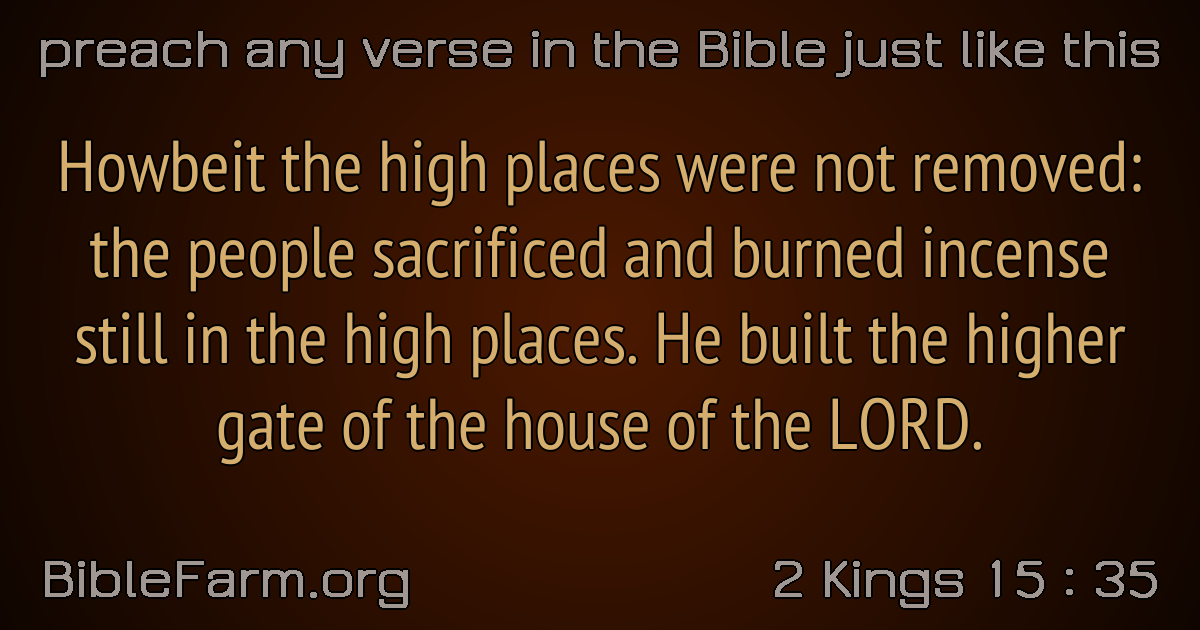 preach any verse in the Bible just like this
Howbeit the high places were not removed:
the people sacrificed and burned incense
still in the high places. He built the higher
gate of the house of the LORD.
BibleFarm.org
2 Kings 15 : 35